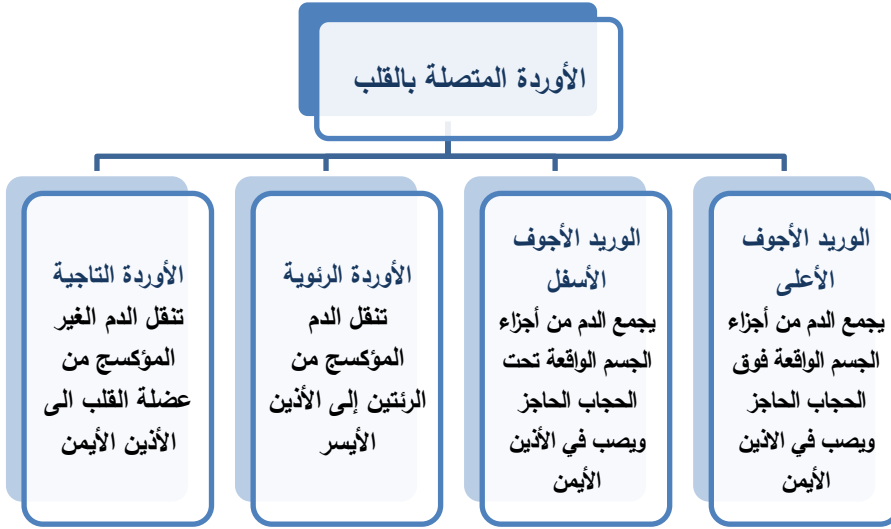 الأوردة المتصلة بالقلب
الوريد الأجوف
الأعلى
يجمع الدم من أجزاء
الجسم الواقعة فوق
الحجاب الحاجز
ويصب في الاذين
الأيمن
الوريد الأجوف
الأسفل
يجمع الدم من أجزاء
الجسم الواقعة تحت
الحجاب الحاجز
ويصب في الأذين
الأيمن
الأوردة الرئوية
تنقل الدم
المؤكسج من
الرئتين إلى الأذين
الأيسر
الأوردة التاجية
تنقل الدم الغير
المؤكسج من
عضلة القلب الى
الأذين الأيمن